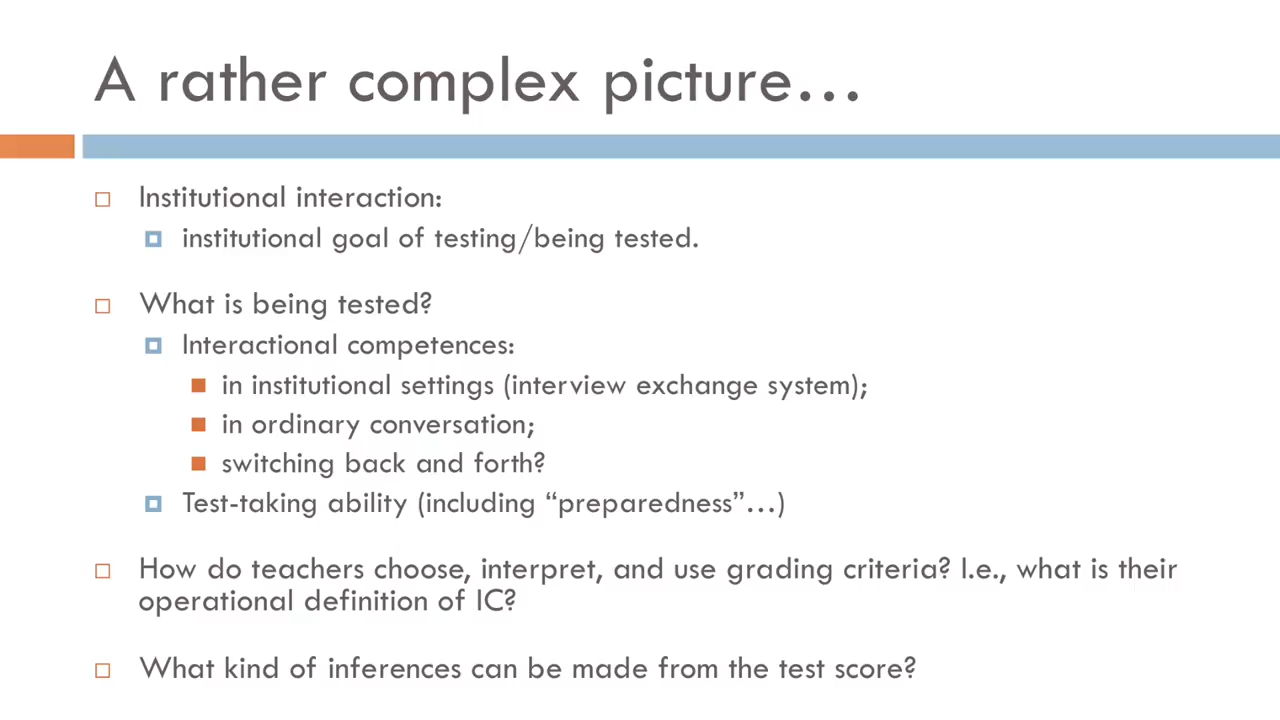 A rather complex picture…
Institutional interaction:
institutional goal of testing/being tested.
What is being tested?
Interactional competences:
in institutional settings (interview exchange system);
in ordinary conversation;
switching back and forth?
Test-taking ability (including “preparedness”…)
How do teachers choose, interpret, and use grading criteria? I.e., what is their
operational definition of IC?
What kind of inferences can be made from the test score?